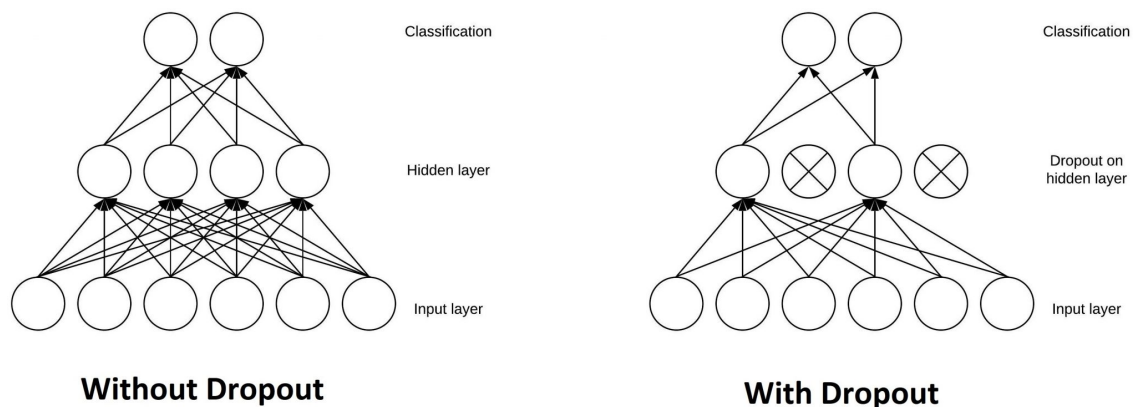 Classification
Hidden layer
Input layer
Without Dropout
Classification
Dropout on
hidden layer
Input layer
With Dropout